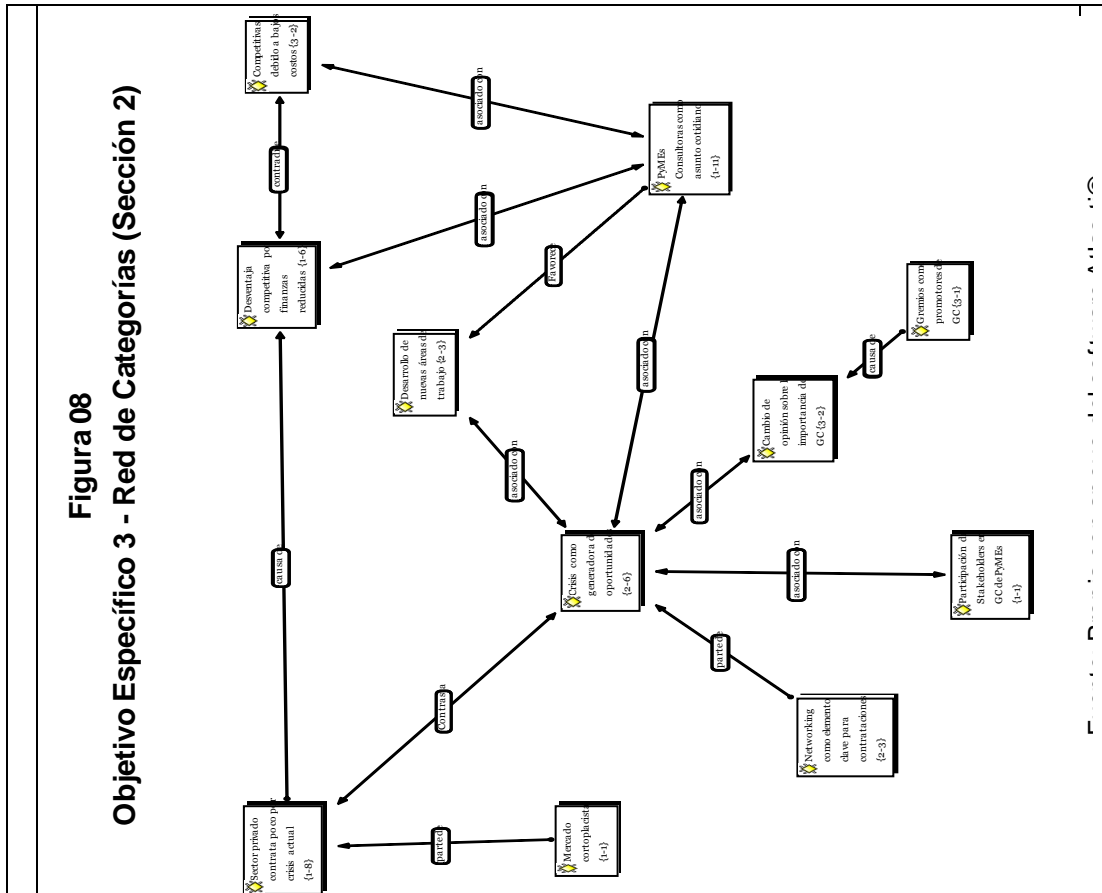 Figura 08
Objetivo Específico 3 - Red de Categorías (Sección 2)
Competitivas
debido a bajos
costos {3-2}
contradice
asociado con
Desventaja
competitiva po
finanzas
reducidas {1-6}
asociado con
PyMEs
Consultoras como
asunto cotidiano
{1-11}
Favorece
Desarrollo de
nuevas áreas de
trabajo {2-3}
causa de
asociado con
asociado con
Gremios como
promotores de
GC {3-1}
causa de
Cambio de
opinión sobre l
importancia de
GC {3-2}
asociado con
Crisis como
generadora d
oportunidades
{2-6}
asociado con
Participación d
Stakeholders en
GC de PyMEs
{1-1}
Contrasta
parte de
Networking
como elemento
clave para
contrataciones
{2-3}
Sector privado
contrata poco por
crisis actual
{1-8}
parte de
Mercado
cortoplacista
{1-1}